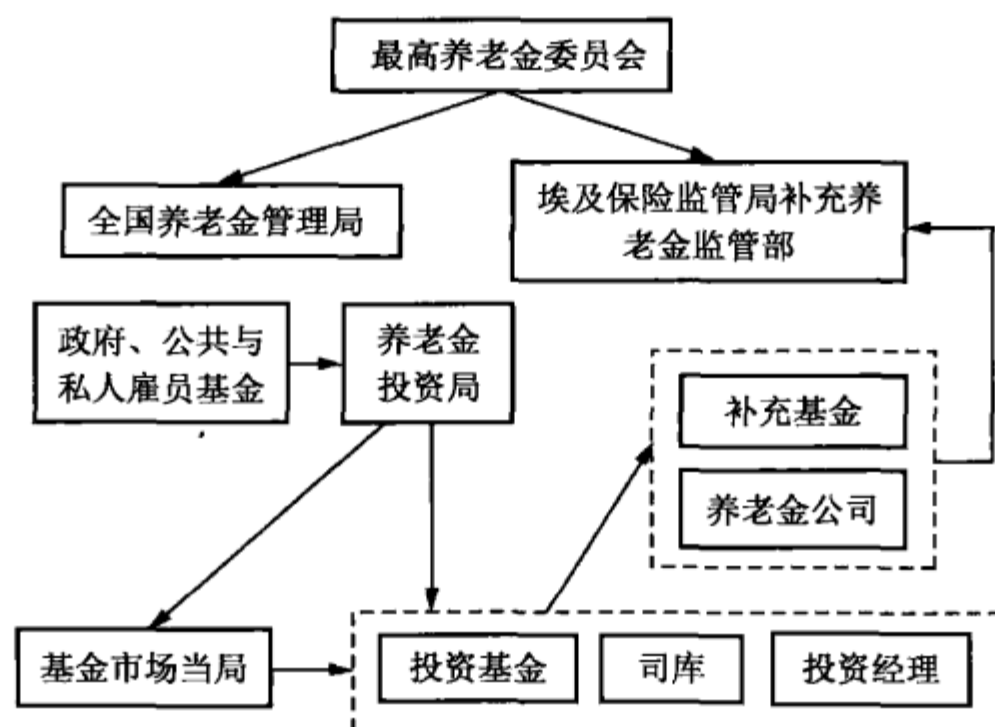 最高养老金委员会
全国养老金管理局
埃及保险监管局补充养
老金监管部
政府、公共与
私人雇员基金
养老金
投资局
补充基金
养老金公司
基金市场当局
投资基金
司库
投资经理